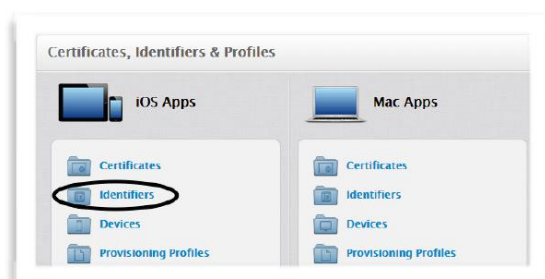 Certificates, Identifiers & Profiles
iOS Apps
Certificates
Identifiers
Devices
Provisioning Profiles
Mac Apps
Certificates
Identifiers
Devices
Provisioning Profiles